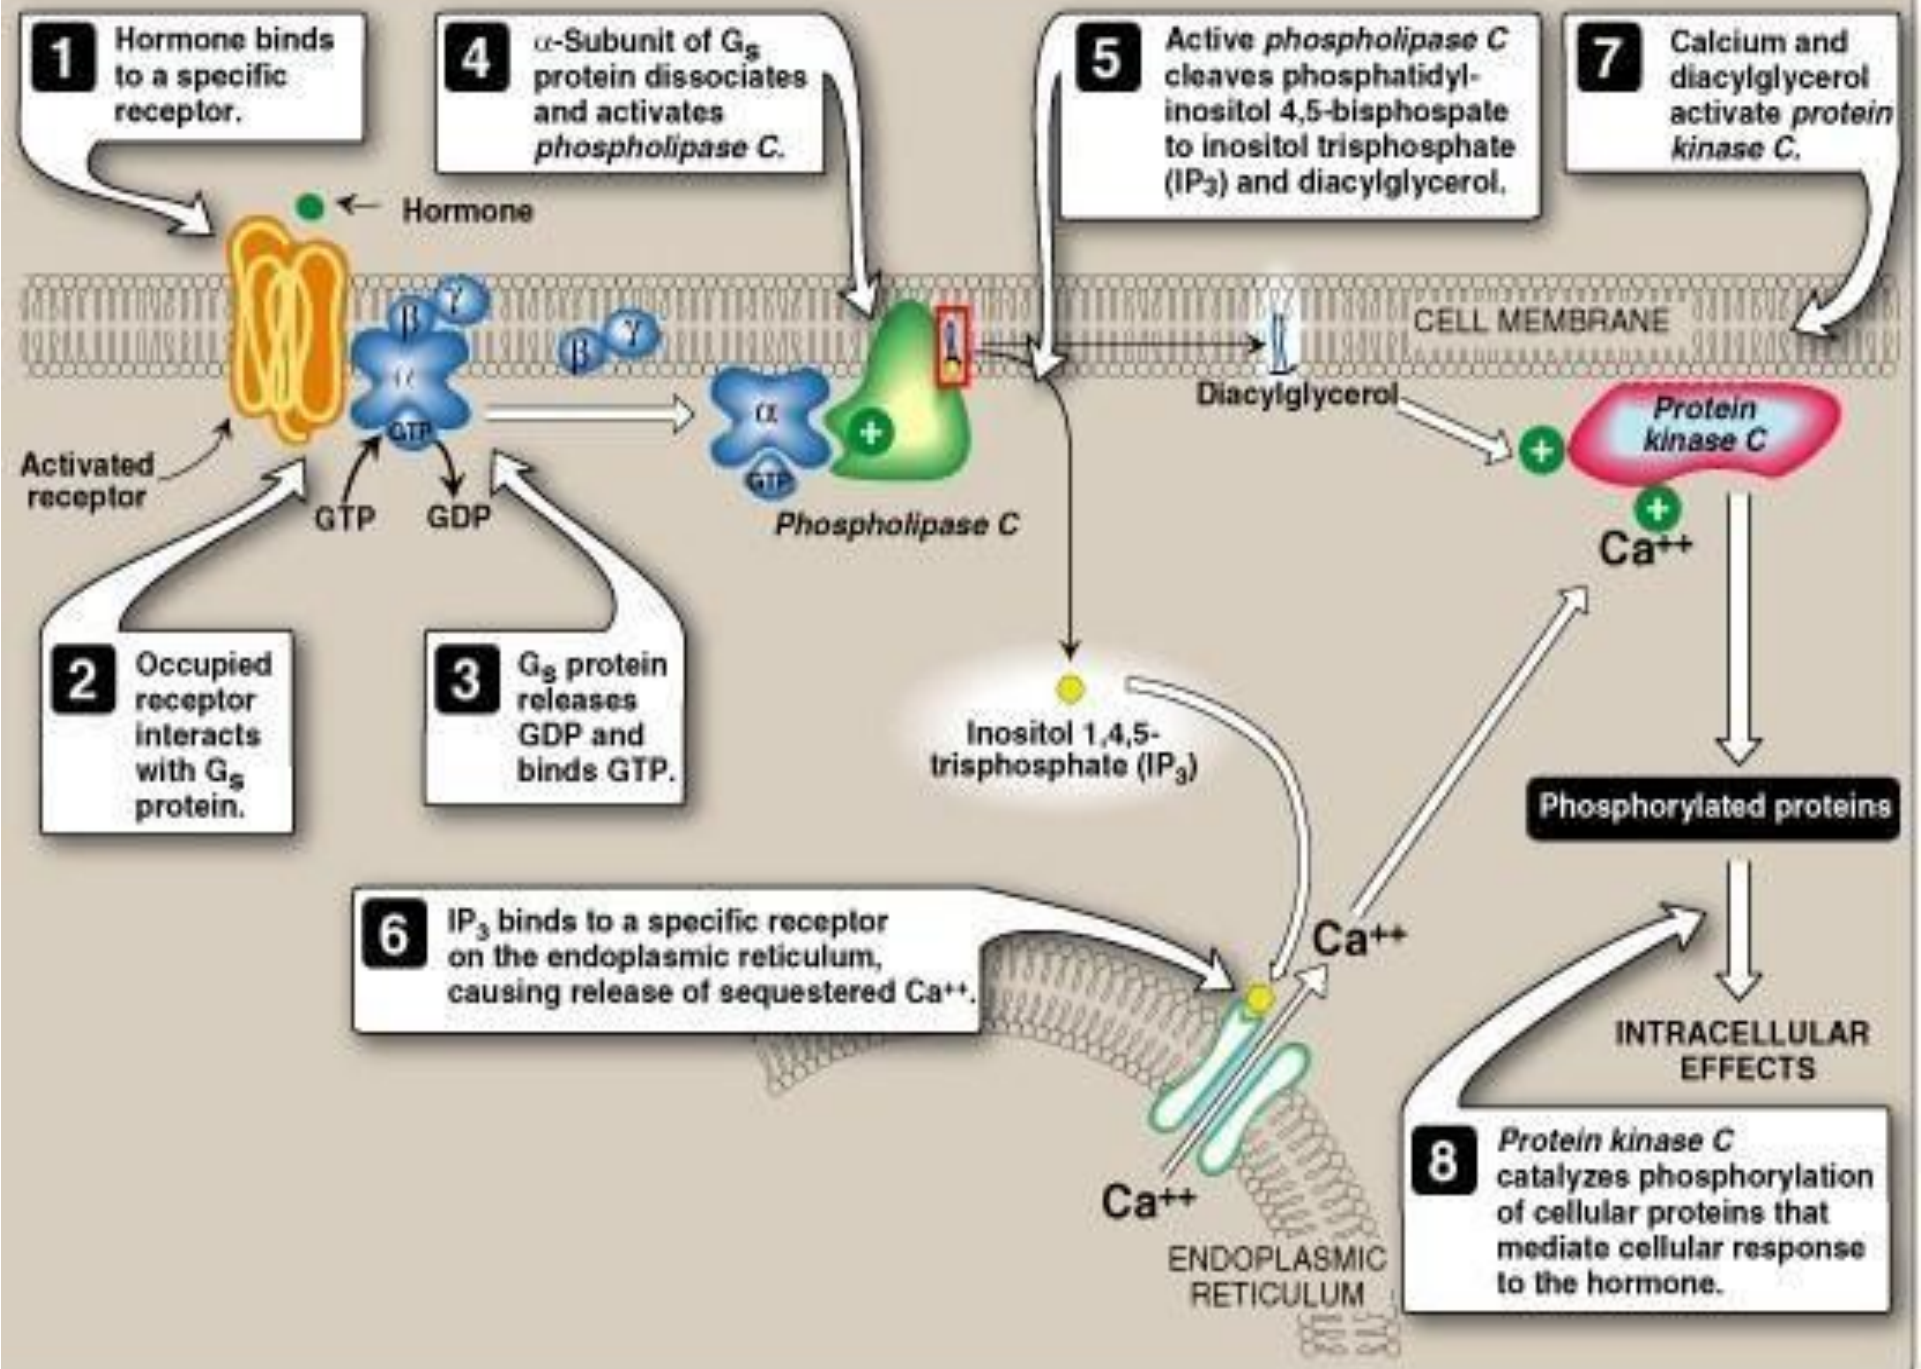 1
Hormone binds
to a specific
receptor.
4
α-Subunit of Gs
protein dissociates
and activates
phospholipase C.
5
Active phospholipase C
cleaves phosphatidyl-
inositol 4,5-bisphospate
to inositol trisphosphate
(IP3) and diacylglycerol.
7
Calcium and
diacylglycerol
activate protein
kinase C.
Hormone
γ
β
α
GTP
γ
β
α
GTP
CELL MEMBRANE
Diacylglycerol
+
Protein
kinase C
+
+
Ca++
Activated
receptor
GTP
GDP
Phospholipase C
2
Occupied
receptor
interacts
with Gs
protein.
3
Gs protein
releases
GDP and
binds GTP.
Inositol 1,4,5-
trisphosphate (IP3)
Phosphorylated proteins
6
IP3 binds to a specific receptor
on the endoplasmic reticulum,
causing release of sequestered Ca++.
Ca++
INTRACELLULAR
EFFECTS
Ca++
ENDOPLASMIC
RETICULUM
8
Protein kinase C
catalyzes phosphorylation
of cellular proteins that
mediate cellular response
to the hormone.